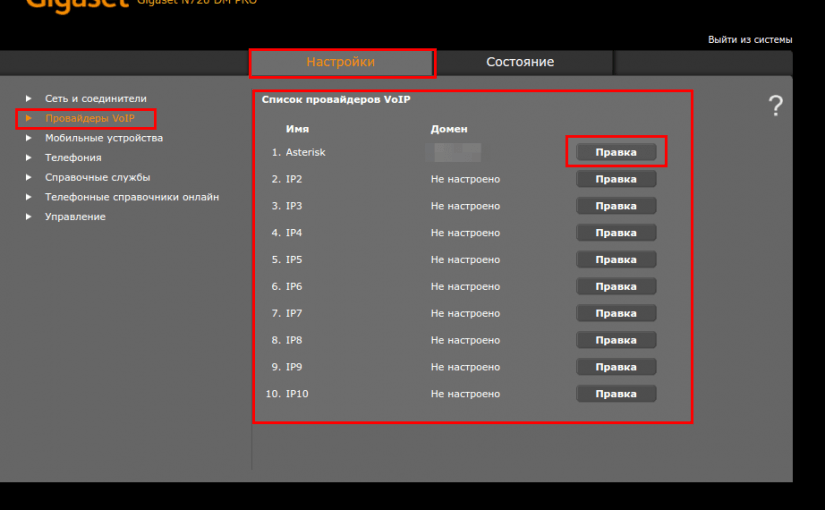 Gigaset Gigaset N720 DM PRO
Выйти из системы
Настройки Состояние
Сеть и соединители
Провайдеры VoIP
Мобильные устройства
Телефония
Справочные службы
Телефонные справочники онлайн
Управление
Список провайдеров VoIP
?
Имя Домен
1. Asterisk Правка
2. IP2 Не настроено Правка
3. IP3 Не настроено Правка
4. IP4 Не настроено Правка
5. IP5 Не настроено Правка
6. IP6 Не настроено Правка
7. IP7 Не настроено Правка
8. IP8 Не настроено Правка
9. IP9 Не настроено Правка
10. IP10 Не настроено Правка